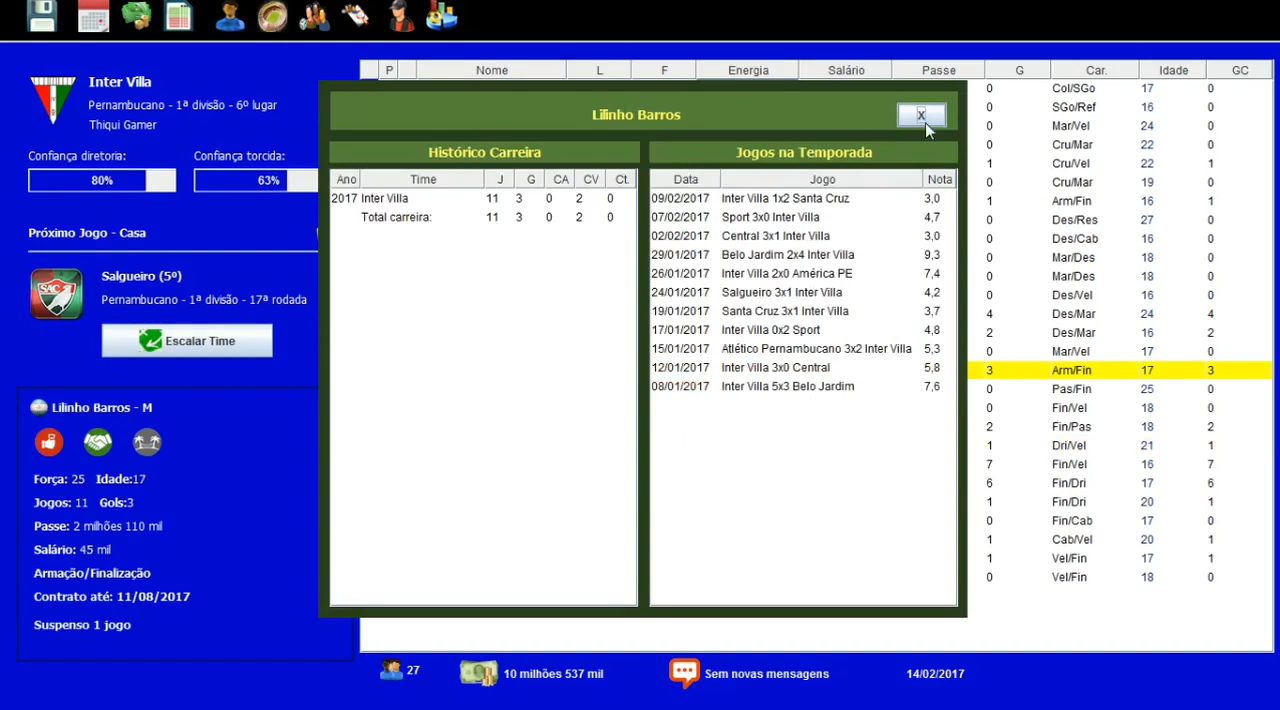 Inter Villa
Pernambucano - 1ª divisão - 6º lugar
Thiqui Gamer
Confiança diretoria: Confiança torcida:
80% 63%
Próximo Jogo - Casa
SAC
Salgueiro (5º)
Pernambucano - 1ª divisão - 17ª rodada
Escalar Time
Lilinho Barros - M
Força: 25 Idade:17
Jogos: 11 Gols:3
Passe: 2 milhões 110 mil
Salário: 45 mil
Armação/Finalização
Contrato até: 11/08/2017
Suspenso 1 jogo
Lilinho Barros X
Histórico Carreira
Ano Time J G CA CV Ct.
2017 Inter Villa 11 3 0 2 0
Total carreira: 11 3 0 2 0
Jogos na Temporada
Data Jogo Nota
09/02/2017 Inter Villa 1x2 Santa Cruz 3,0
07/02/2017 Sport 3x0 Inter Villa 4,7
02/02/2017 Central 3x1 Inter Villa 3,0
29/01/2017 Belo Jardim 2x4 Inter Villa 9,3
26/01/2017 Inter Villa 2x0 América PE 7,4
24/01/2017 Salgueiro 3x1 Inter Villa 4,2
19/01/2017 Santa Cruz 3x1 Inter Villa 3,7
17/01/2017 Inter Villa 0x2 Sport 4,8
15/01/2017 Atlético Pernambucano 3x2 Inter Villa 5,3
12/01/2017 Inter Villa 3x0 Central 5,8
08/01/2017 Inter Villa 5x3 Belo Jardim 7,6
P Nome L F Energia Salário Passe G Car. Idade GC
0 Col/SGo 17 0
0 SGo/Ref 16 0
0 Mar/Vel 24 0
0 Cru/Mar 22 0
1 Cru/Vel 22 1
0 Cru/Mar 19 0
1 Arm/Fin 16 1
0 Des/Res 27 0
0 Des/Cab 16 0
0 Mar/Des 18 0
0 Mar/Des 18 0
0 Des/Vel 16 0
4 Des/Mar 24 4
2 Des/Mar 16 2
0 Mar/Vel 17 0
3 Arm/Fin 17 3
0 Pas/Fin 25 0
0 Fin/Vel 18 0
2 Fin/Pas 18 2
1 Dri/Vel 21 1
7 Fin/Vel 16 7
6 Fin/Dri 17 6
1 Fin/Dri 20 1
0 Fin/Cab 17 0
1 Cab/Vel 20 1
1 Vel/Fin 17 1
0 Vel/Fin 18 0
27 10 milhões 537 mil Sem novas mensagens 14/02/2017